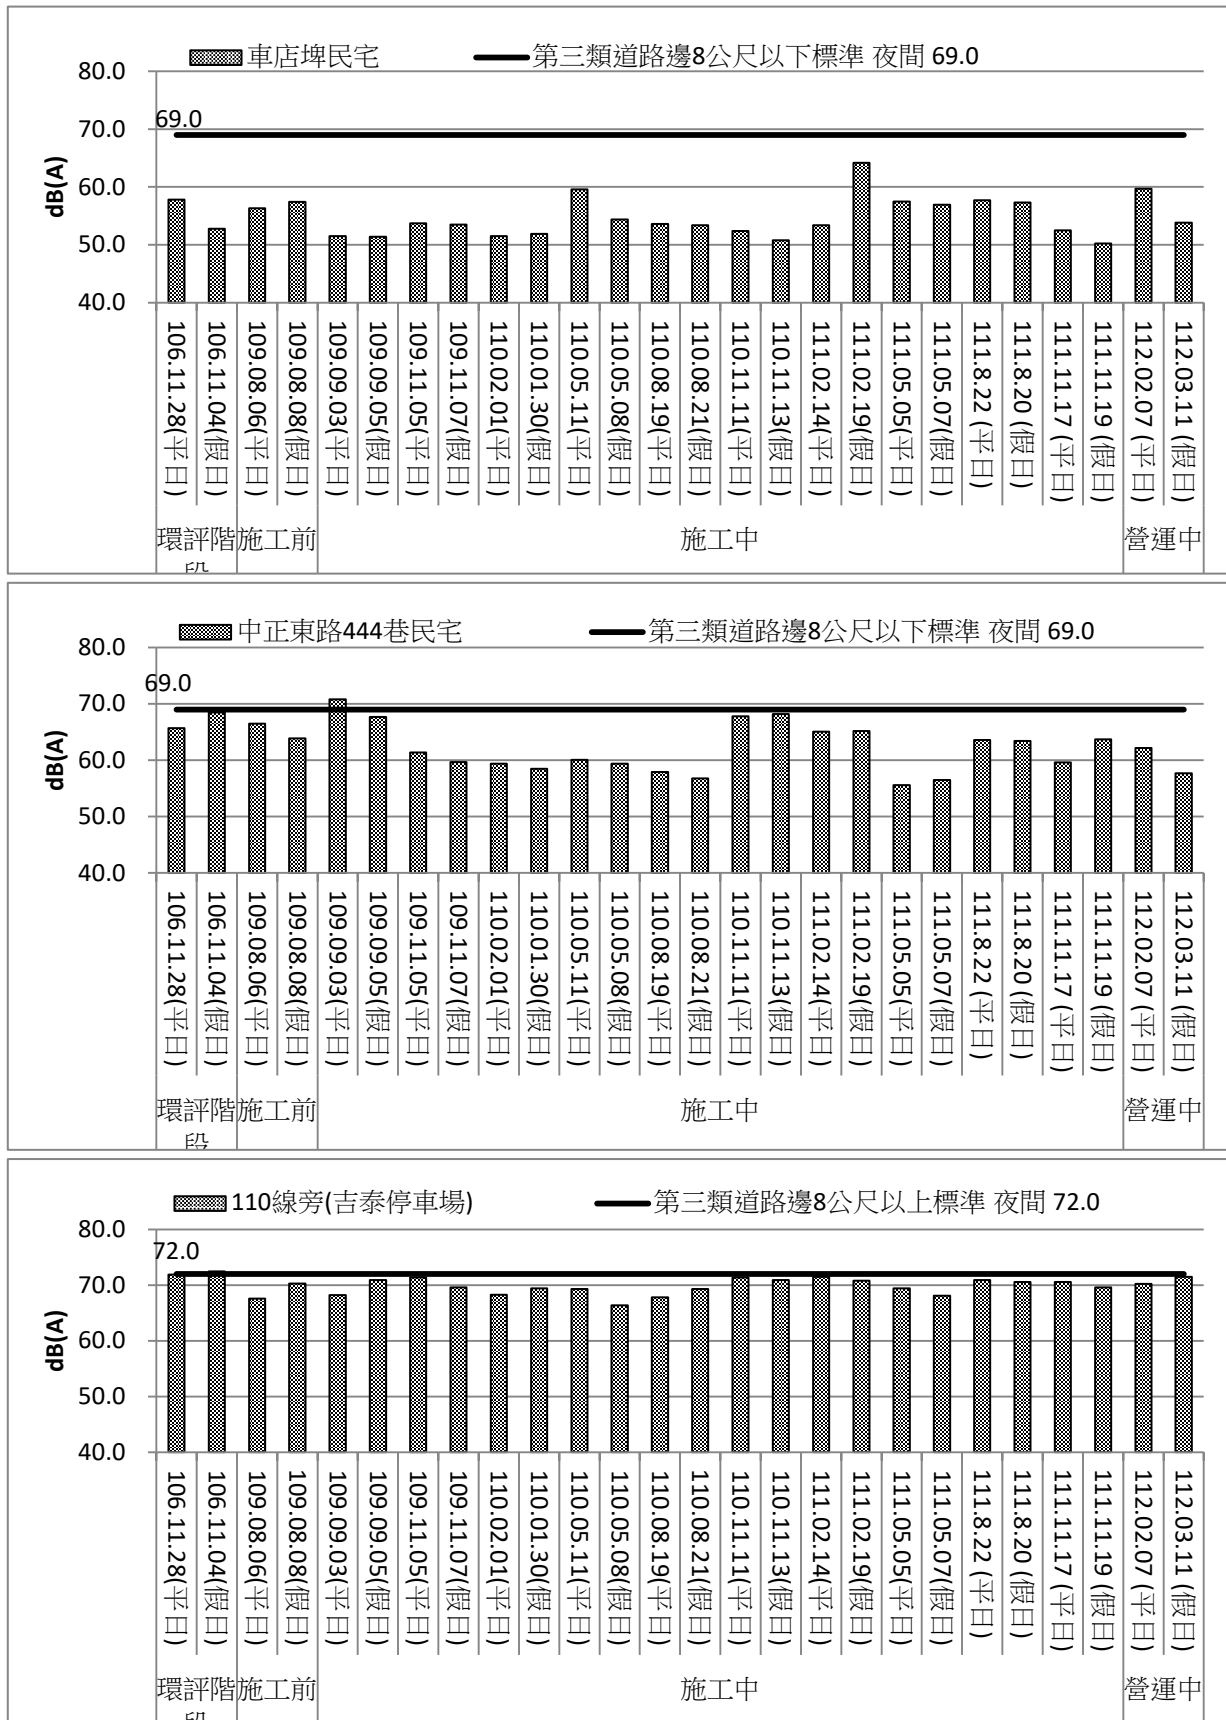 車店埤民宅 第三類道路邊8公尺以下標準 夜間 69.0
80.0
69.0
70.0
60.0
50.0
40.0
dB(A)
106.11.28(平日)
106.11.04(假日)
109.08.06(平日)
109.08.08(假日)
109.09.03(平日)
109.09.05(假日)
109.11.05(平日)
109.11.07(假日)
110.02.01(平日)
110.01.30(假日)
110.05.11(平日)
110.05.08(假日)
110.08.19(平日)
110.08.21(假日)
110.11.11(平日)
110.11.13(假日)
111.02.14(平日)
111.02.19(假日)
111.05.05(平日)
111.05.07(假日)
111.8.22 (平日)
111.8.20 (假日)
111.11.17 (平日)
111.11.19 (假日)
112.02.07 (平日)
112.03.11 (假日)
環評階段 施工前 施工中 營運中
中正東路444巷民宅 第三類道路邊8公尺以下標準 夜間 69.0
80.0
69.0
70.0
60.0
50.0
40.0
dB(A)
106.11.28(平日)
106.11.04(假日)
109.08.06(平日)
109.08.08(假日)
109.09.03(平日)
109.09.05(假日)
109.11.05(平日)
109.11.07(假日)
110.02.01(平日)
110.01.30(假日)
110.05.11(平日)
110.05.08(假日)
110.08.19(平日)
110.08.21(假日)
110.11.11(平日)
110.11.13(假日)
111.02.14(平日)
111.02.19(假日)
111.05.05(平日)
111.05.07(假日)
111.8.22 (平日)
111.8.20 (假日)
111.11.17 (平日)
111.11.19 (假日)
112.02.07 (平日)
112.03.11 (假日)
環評階段 施工前 施工中 營運中
110線旁(吉泰停車場) 第三類道路邊8公尺以上標準 夜間 72.0
80.0
72.0
70.0
60.0
50.0
40.0
dB(A)
106.11.28(平日)
106.11.04(假日)
109.08.06(平日)
109.08.08(假日)
109.09.03(平日)
109.09.05(假日)
109.11.05(平日)
109.11.07(假日)
110.02.01(平日)
110.01.30(假日)
110.05.11(平日)
110.05.08(假日)
110.08.19(平日)
110.08.21(假日)
110.11.11(平日)
110.11.13(假日)
111.02.14(平日)
111.02.19(假日)
111.05.05(平日)
111.05.07(假日)
111.8.22 (平日)
111.8.20 (假日)
111.11.17 (平日)
111.11.19 (假日)
112.02.07 (平日)
112.03.11 (假日)
環評階段 施工前 施工中 營運中